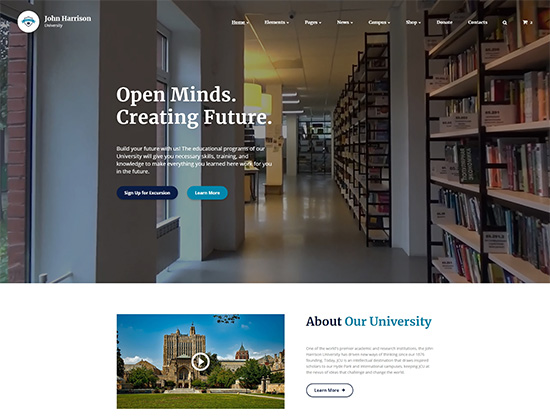 John Harrison
University
Home Elements Pages News Campus Shop Donate Contacts
Open Minds.
Creating Future.
Build your future with us! The educational programs of our
University will give you necessary skills, training, and
knowledge to make everything you learned here work for you
in the future.
Sign Up for Excursion Learn More
About Our University
One of the world's premier academic and research institutions, the John
Harrison University has driven new ways of thinking since our
founding. Today, JOU is an intellectual destination that draws inspired
scholars to our Hyde Park and international campuses, keeping JOU at
the nexus of ideas that challenge and change the world.
Learn More